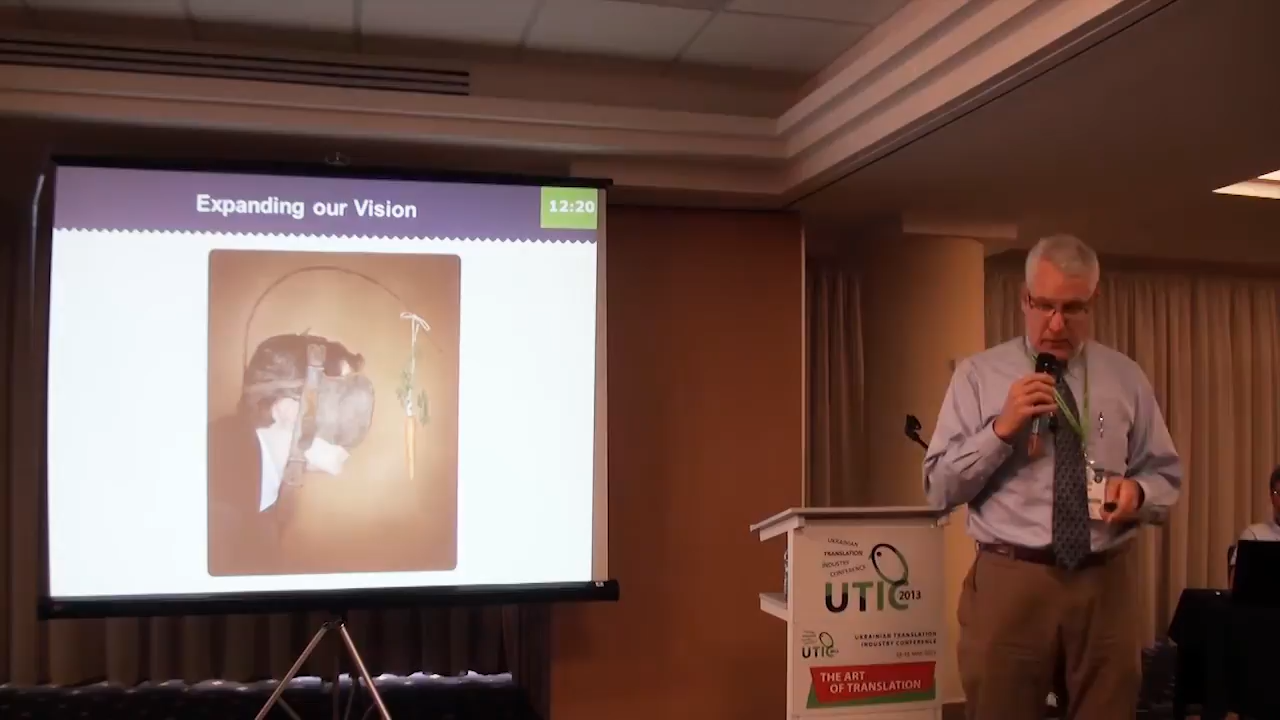 Expanding our Vision
12:20
UKRAINIAN
TRANSLATION
INDUSTRY
CONFERENCE
UTIC
2013
UTIC
UKRAINIAN TRANSLATION
INDUSTRY CONFERENCE
THE ART
OF TRANSLATION